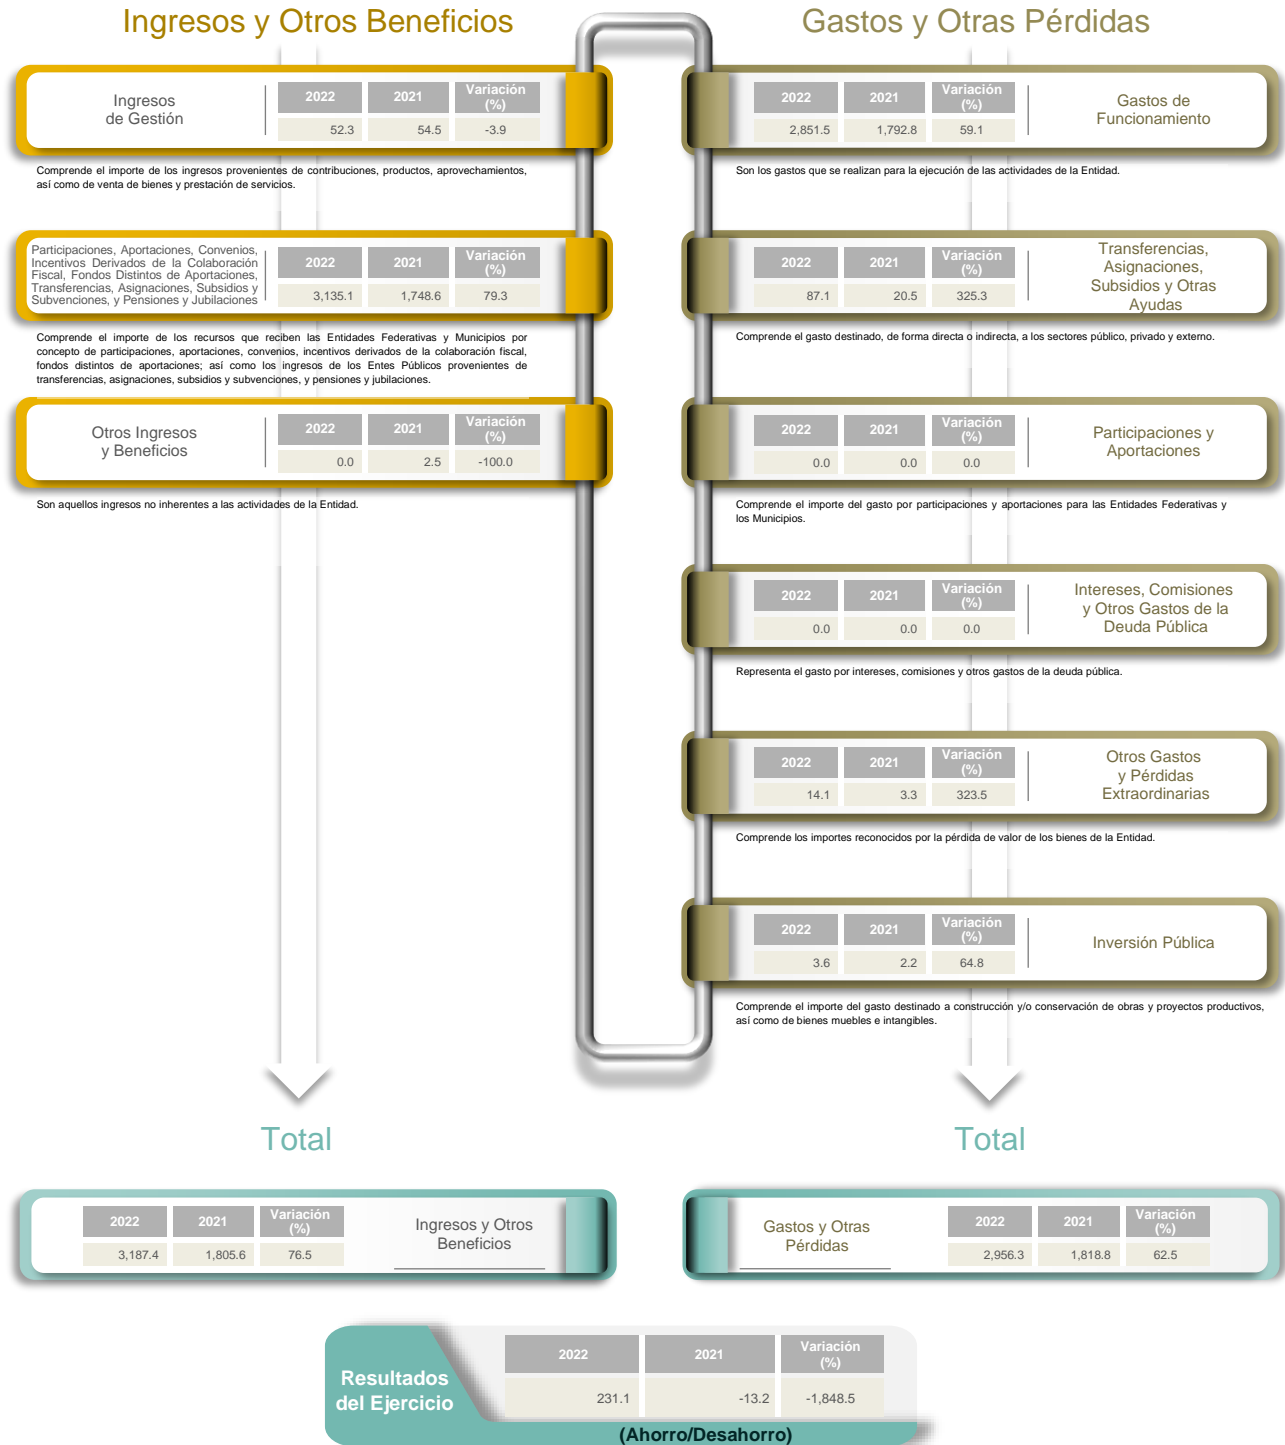 Ingresos y Otros Beneficios
Ingresos
de Gestión
2022 2021 Variación
(%)
52.3 54.5 -3.9
Comprende el importe de los ingresos provenientes de contribuciones, productos, aprovechamientos,
así como de venta de bienes y prestación de servicios.
Participaciones, Aportaciones, Convenios,
Incentivos Derivados de la Colaboración
Fiscal, Fondos Distintos de Aportaciones,
Transferencias, Asignaciones, Subsidios y
Subvenciones, y Pensiones y Jubilaciones
2022 2021 Variación
(%)
3,135.1 1,748.6 79.3
Comprende el importe de los recursos que reciben las Entidades Federativas y Municipios por
concepto de participaciones, aportaciones, convenios, incentivos derivados de la colaboración fiscal,
fondos distintos de aportaciones; así como los ingresos de los Entes Públicos provenientes de
transferencias, asignaciones, subsidios y subvenciones, y pensiones y jubilaciones.
Otros Ingresos
y Beneficios
2022 2021 Variación
(%)
0.0 2.5 -100.0
Son aquellos ingresos no inherentes a las actividades de la Entidad.
Total
2022 2021 Variación
(%)
3,187.4 1,805.6 76.5
Ingresos y Otros
Beneficios
Gastos y Otras Pérdidas
2022 2021 Variación
(%)
2,851.5 1,792.8 59.1
Gastos de
Funcionamiento
Son los gastos que se realizan para la ejecución de las actividades de la Entidad.
2022 2021 Variación
(%)
87.1 20.5 325.3
Transferencias,
Asignaciones,
Subsidios y Otras
Ayudas
Comprende el gasto destinado, de forma directa o indirecta, a los sectores público, privado y externo.
2022 2021 Variación
(%)
0.0 0.0 0.0
Participaciones y
Aportaciones
Comprende el importe del gasto por participaciones y aportaciones para las Entidades Federativas y
los Municipios.
2022 2021 Variación
(%)
0.0 0.0 0.0
Intereses, Comisiones
y Otros Gastos de la
Deuda Pública
Representa el gasto por intereses, comisiones y otros gastos de la deuda pública.
2022 2021 Variación
(%)
14.1 3.3 323.5
Otros Gastos
y Pérdidas
Extraordinarias
Comprende los importes reconocidos por la pérdida de valor de los bienes de la Entidad.
2022 2021 Variación
(%)
3.6 2.2 64.8
Inversión Pública
Comprende el importe del gasto destinado a construcción y/o conservación de obras y proyectos productivos,
así como de bienes muebles e intangibles.
Total
Gastos y Otras
Pérdidas
2022 2021 Variación
(%)
2,956.3 1,818.8 62.5
Resultados
del Ejercicio
2022 2021 Variación
(%)
231.1 -13.2 -1,848.5
(Ahorro/Desahorro)